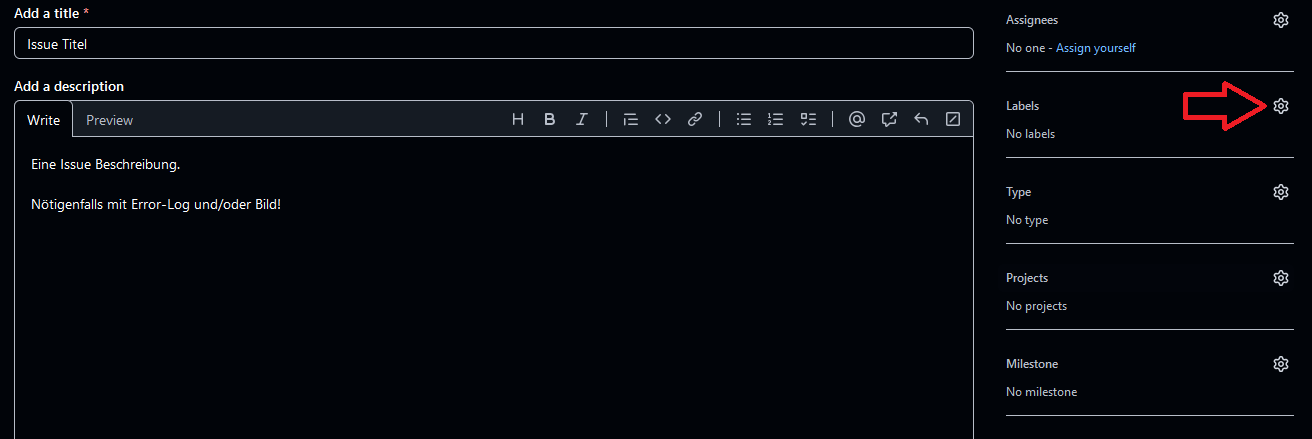 Add a title *
Issue Titel
Add a description
Write Preview
Eine Issue Beschreibung.
Nötigenfalls mit Error-Log und/oder Bild!
Assignees
No one - Assign yourself
Labels
No labels
Type
No type
Projects
No projects
Milestone
No milestone